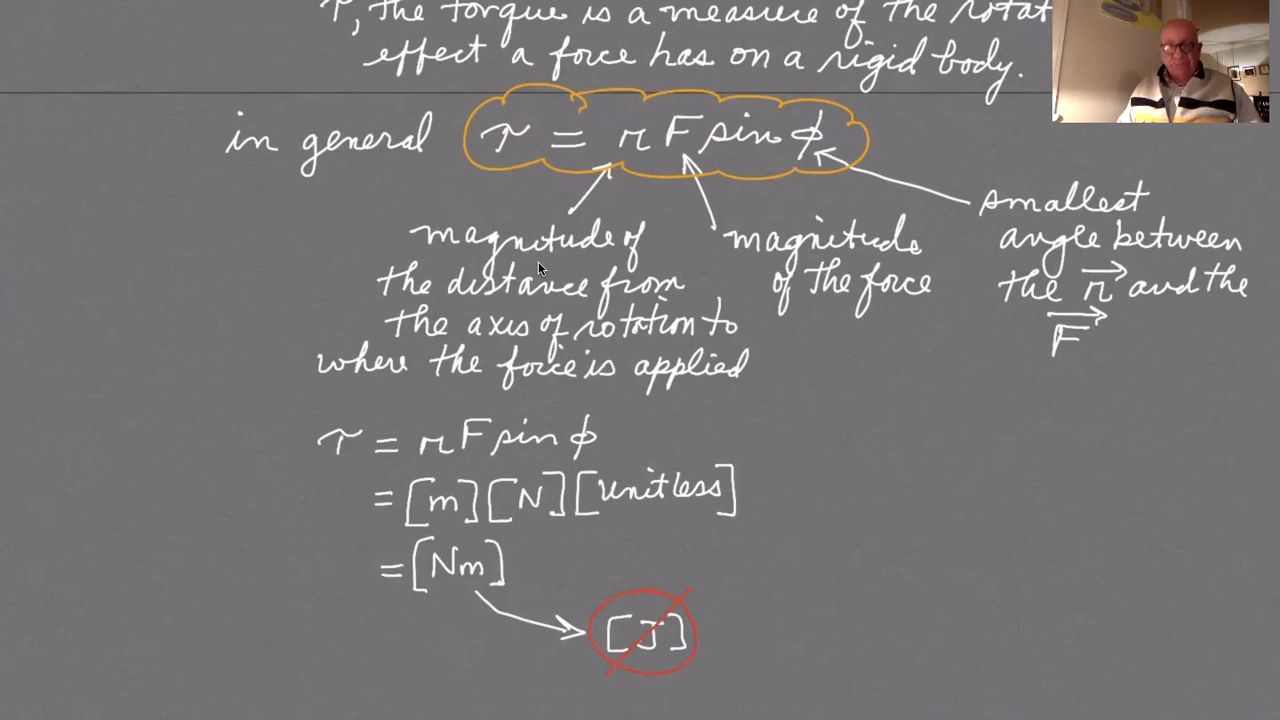 τ, the torque is a measure of the rotat
effect a force has on a rigid body.
in general τ = r F sin ϕ
magnitude of
the distance from
the axis of rotation to
where the force is applied
magnitude
of the force
smallest
angle between
the r⃗ and the
F⃗
τ = r F sin ϕ
= [m][N][unitless]
= [Nm]
[J]